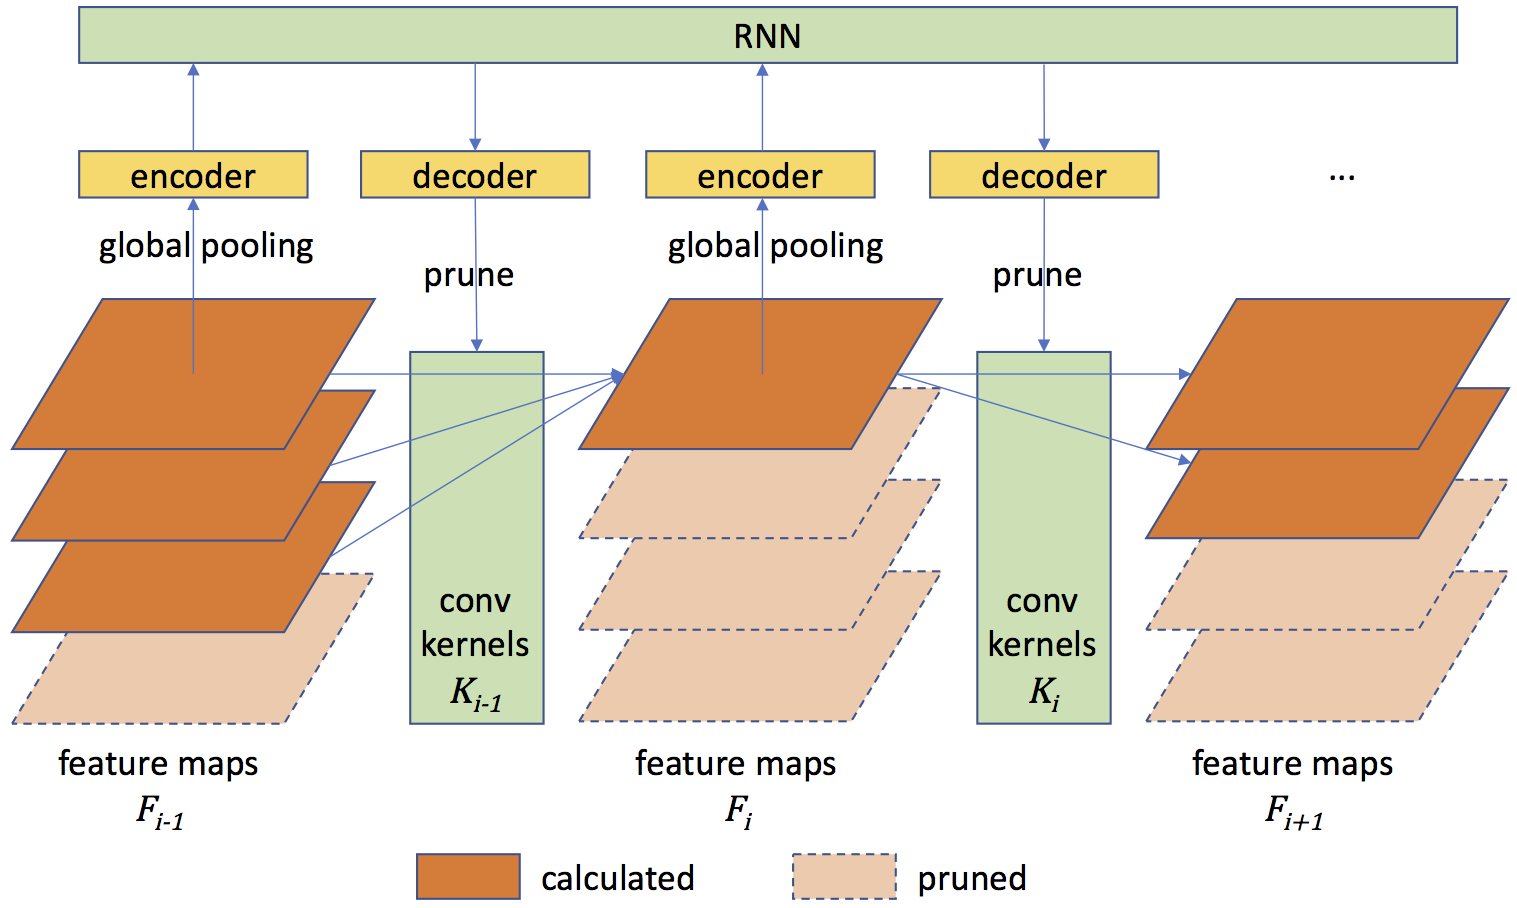 RNN
encoder
decoder
encoder
decoder
...
global pooling
prune
global pooling
prune
conv
kernels
K_{i-1}
conv
kernels
K_i
feature maps
F_{i-1}
feature maps
F_i
feature maps
F_{i+1}
calculated
pruned